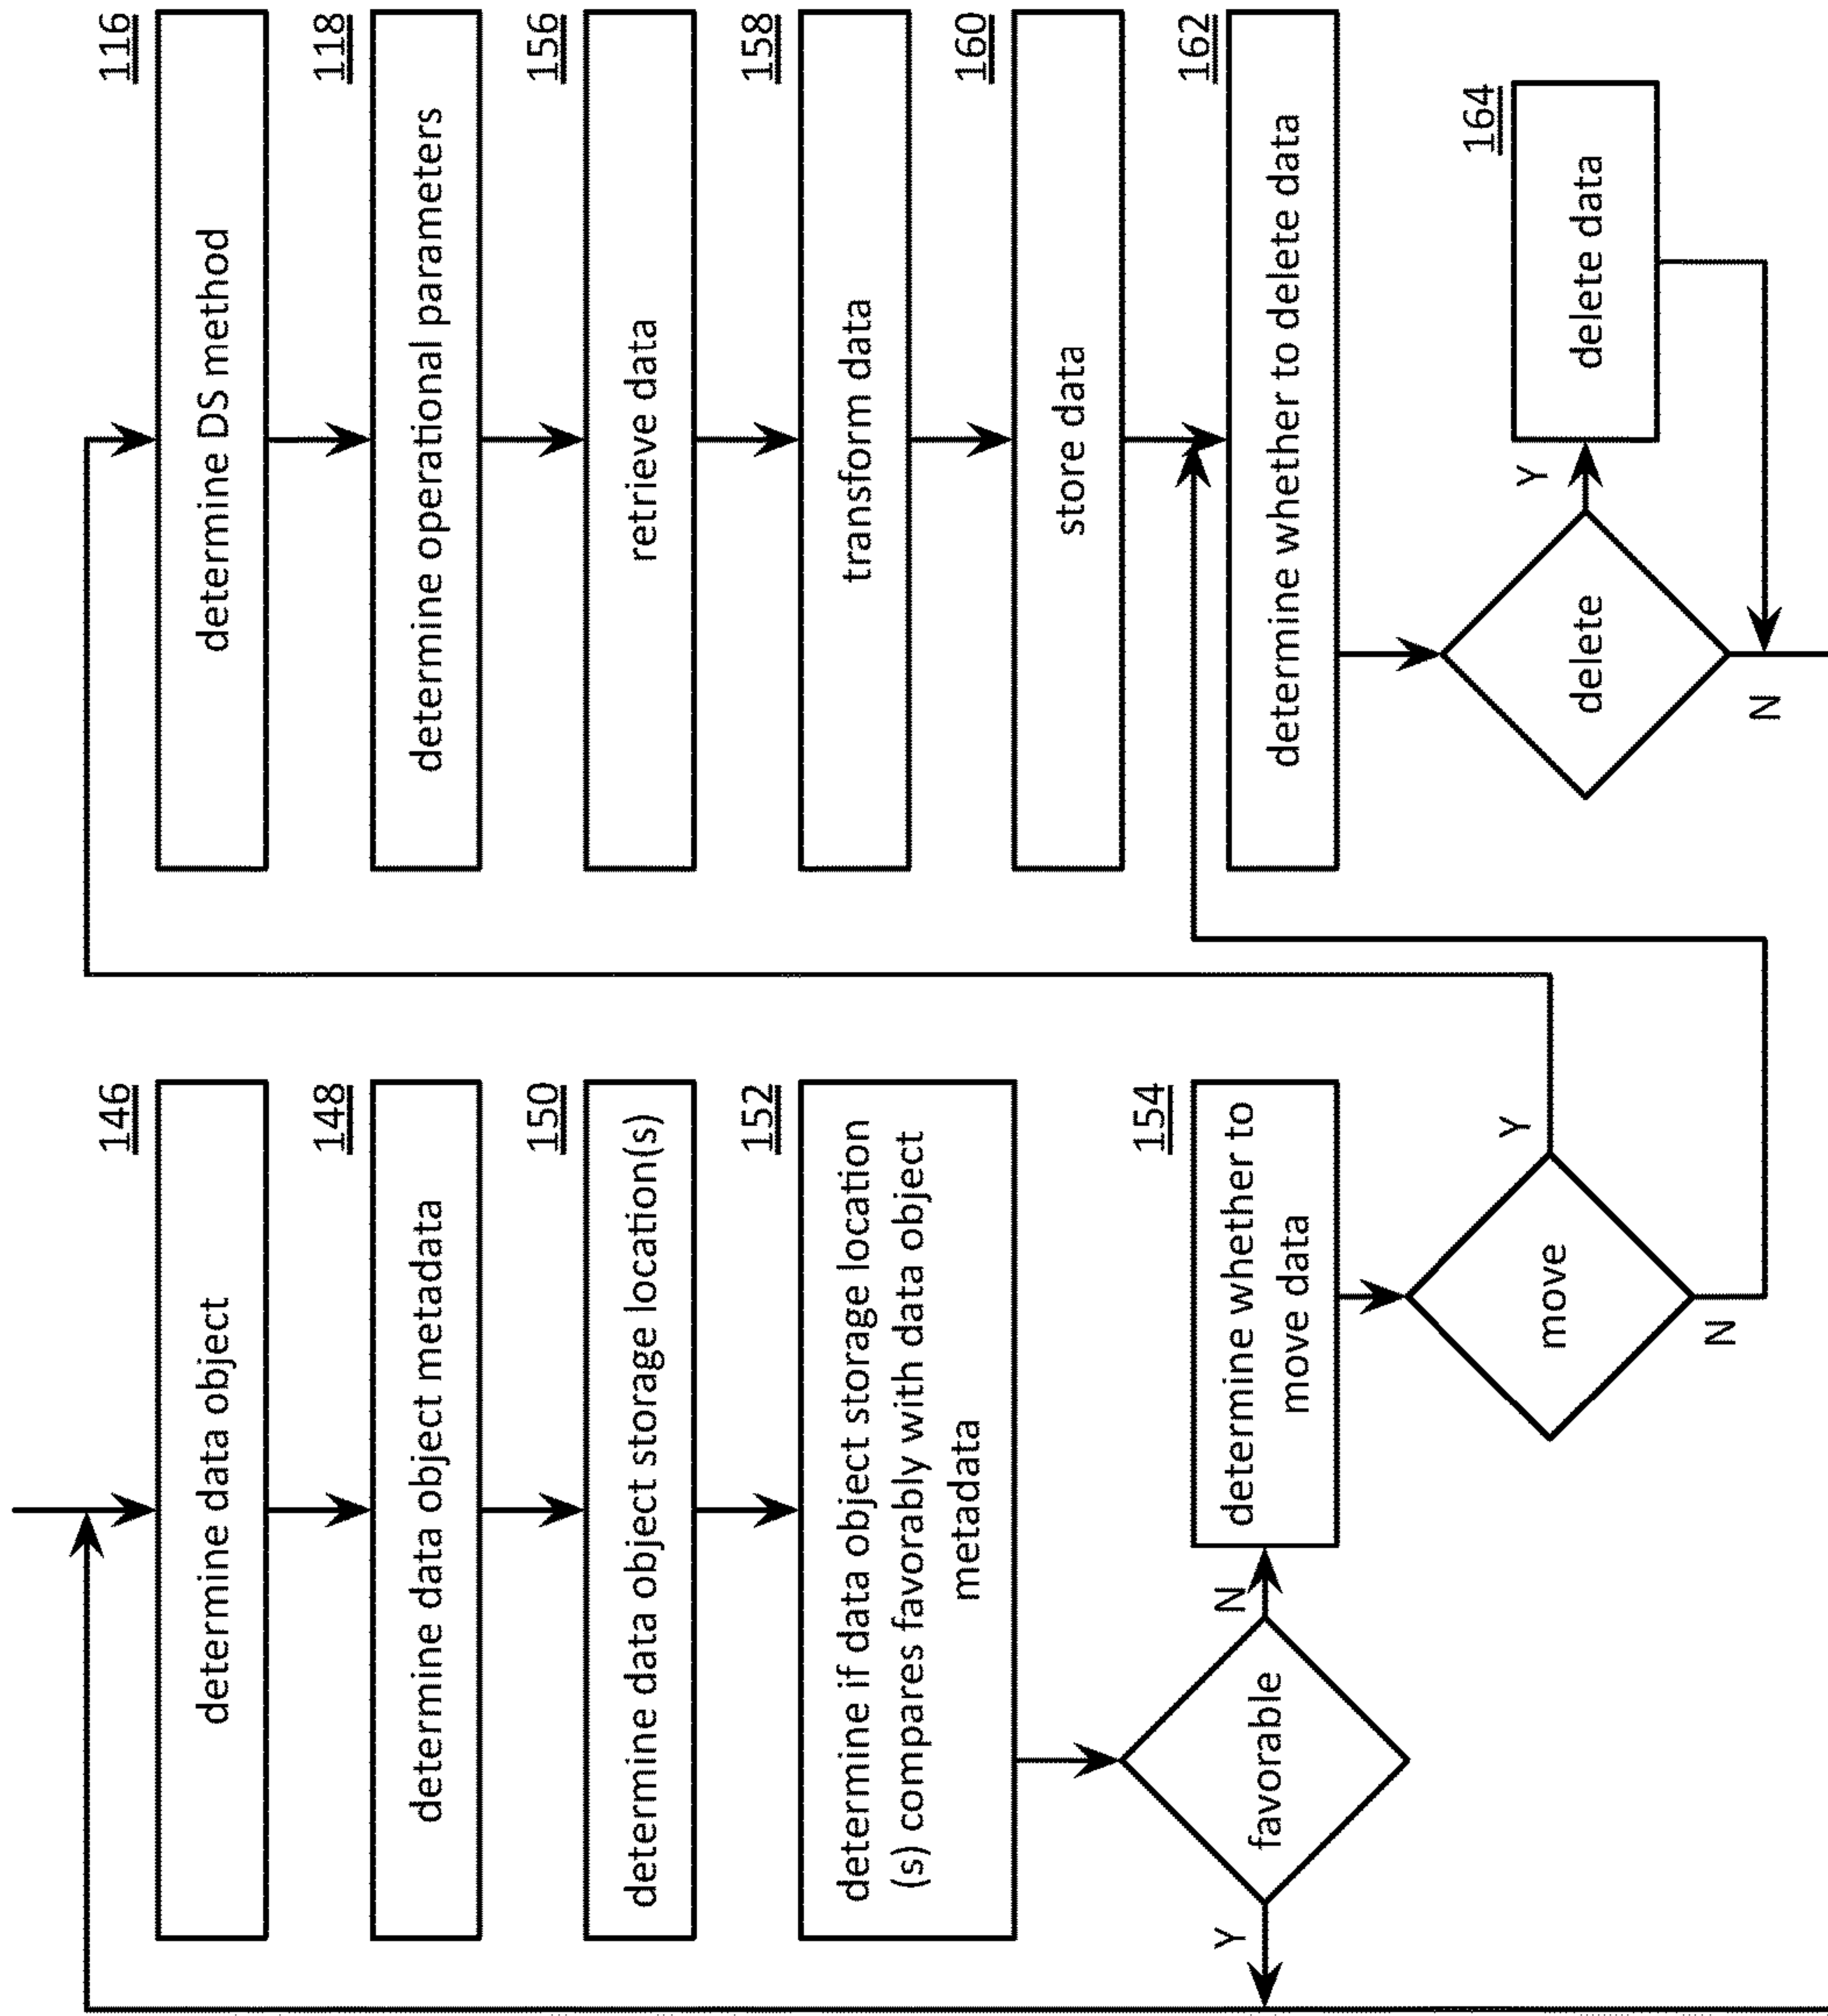 146
determine data object
148
determine data object metadata
150
determine data object storage location(s)
152
determine if data object storage location
(s) compares favorably with data object
metadata
favorable
Y
N
154
determine whether to
move data
move
Y
N
116
determine DS method
118
determine operational parameters
156
retrieve data
158
transform data
160
store data
162
determine whether to delete data
delete
Y
N
164
delete data